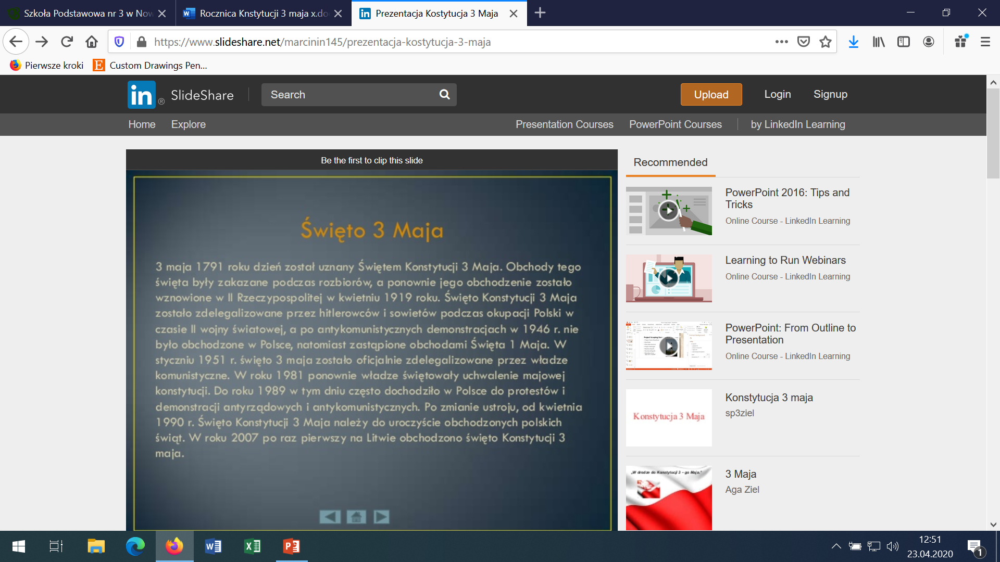 Szkoła Podstawowa nr 3 w Now
Rocznica Knstytucji 3 maja x.do
Prezentacja Kostytucja 3 Maja
https://www.slideshare.net/marcinin145/prezentacja-kostytucja-3-maja
Pierwsze kroki
Custom Drawings Pen...
in ® SlideShare
Search
Upload
Login
Signup
Home
Explore
Presentation Courses
PowerPoint Courses
by LinkedIn Learning
Be the first to clip this slide
Święto 3 Maja
3 maja 1791 roku dzień został uznany Świętem Konstytucji 3 Maja. Obchody tego
święta były zakazane podczas rozbiorów, a ponownie jego obchodzenie zostało
wznowione w II Rzeczypospolitej w kwietniu 1919 roku. Święto Konstytucji 3 Maja
zostało zdelegalizowane przez hitlerowców i sowietów podczas okupacji Polski w
czasie II wojny światowej, a po antykomunistycznych demonstracjach w 1946 r. nie
było obchodzone w Polsce, natomiast zastąpione obchodami Święta 1 Maja. W
styczniu 1951 r. święto 3 maja zostało oficjalnie zdelegalizowane przez władze
komunistyczne. W roku 1981 ponownie władze świętowały uchwalenie majowej
konstytucji. Do roku 1989 w tym dniu często dochodziło w Polsce do protestów i
demonstracji antyrządowych i antykomunistycznych. Po zmianie ustroju, od kwietnia
1990 r. Święto Konstytucji 3 Maja należy do uroczyście obchodzonych polskich
świąt. W roku 2007 po raz pierwszy na Litwie obchodzono święto Konstytucji 3
maja.
Recommended
PowerPoint 2016: Tips and
Tricks
Online Course - LinkedIn Learning
Learning to Run Webinars
Online Course - LinkedIn Learning
PowerPoint: From Outline to
Presentation
Online Course - LinkedIn Learning
Konstytucja 3 Maja
Konstytucja 3 maja
sp3ziel
„W drodze do Konstytucji 3 – go Maja."
3 Maja
Aga Ziel
12:51
23.04.2020
1